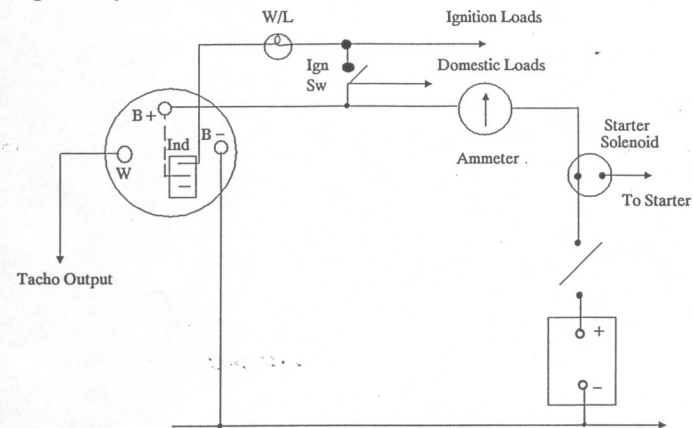 W/L
Ignition Loads
Ign
Sw
Domestic Loads
B+
B-
Ind
W
Ammeter .
Starter
Solenoid
To Starter
Tacho Output
+
-